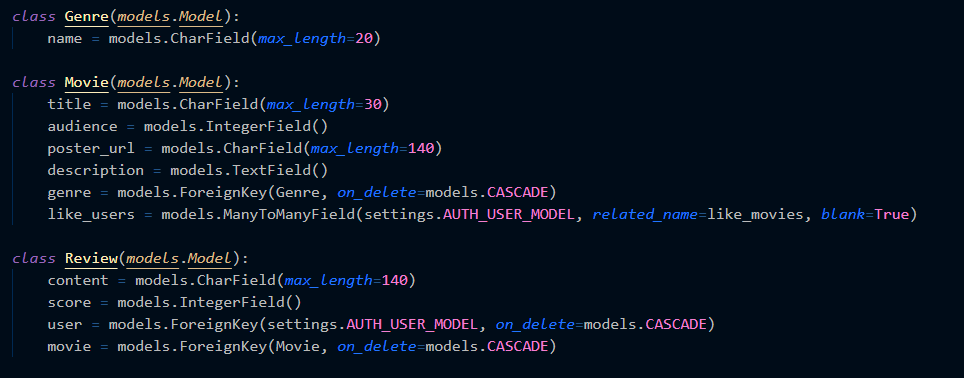 class Genre(models.Model):
    name = models.CharField(max_length=20)

class Movie(models.Model):
    title = models.CharField(max_length=30)
    audience = models.IntegerField()
    poster_url = models.CharField(max_length=140)
    description = models.TextField()
    genre = models.ForeignKey(Genre, on_delete=models.CASCADE)
    like_users = models.ManyToManyField(settings.AUTH_USER_MODEL, related_name=like_movies, blank=True)

class Review(models.Model):
    content = models.CharField(max_length=140)
    score = models.IntegerField()
    user = models.ForeignKey(settings.AUTH_USER_MODEL, on_delete=models.CASCADE)
    movie = models.ForeignKey(Movie, on_delete=models.CASCADE)